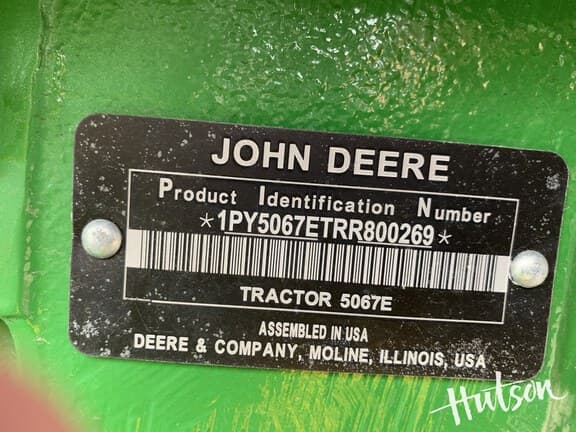 JOHN DEERE
Product Identification Number
*1PY5067ETRR800269*
TRACTOR 5067E
ASSEMBLED IN USA
DEERE & COMPANY, MOLINE, ILLINOIS, USA
Hutson